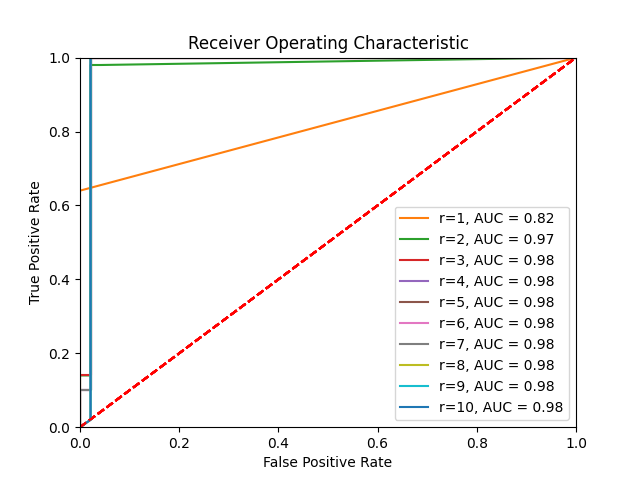 Receiver Operating Characteristic
True Positive Rate
1.0
0.8
0.6
0.4
0.2
0.0
r=1, AUC = 0.82
r=2, AUC = 0.97
r=3, AUC = 0.98
r=4, AUC = 0.98
r=5, AUC = 0.98
r=6, AUC = 0.98
r=7, AUC = 0.98
r=8, AUC = 0.98
r=9, AUC = 0.98
r=10, AUC = 0.98
0.0 0.2 0.4 0.6 0.8 1.0
False Positive Rate